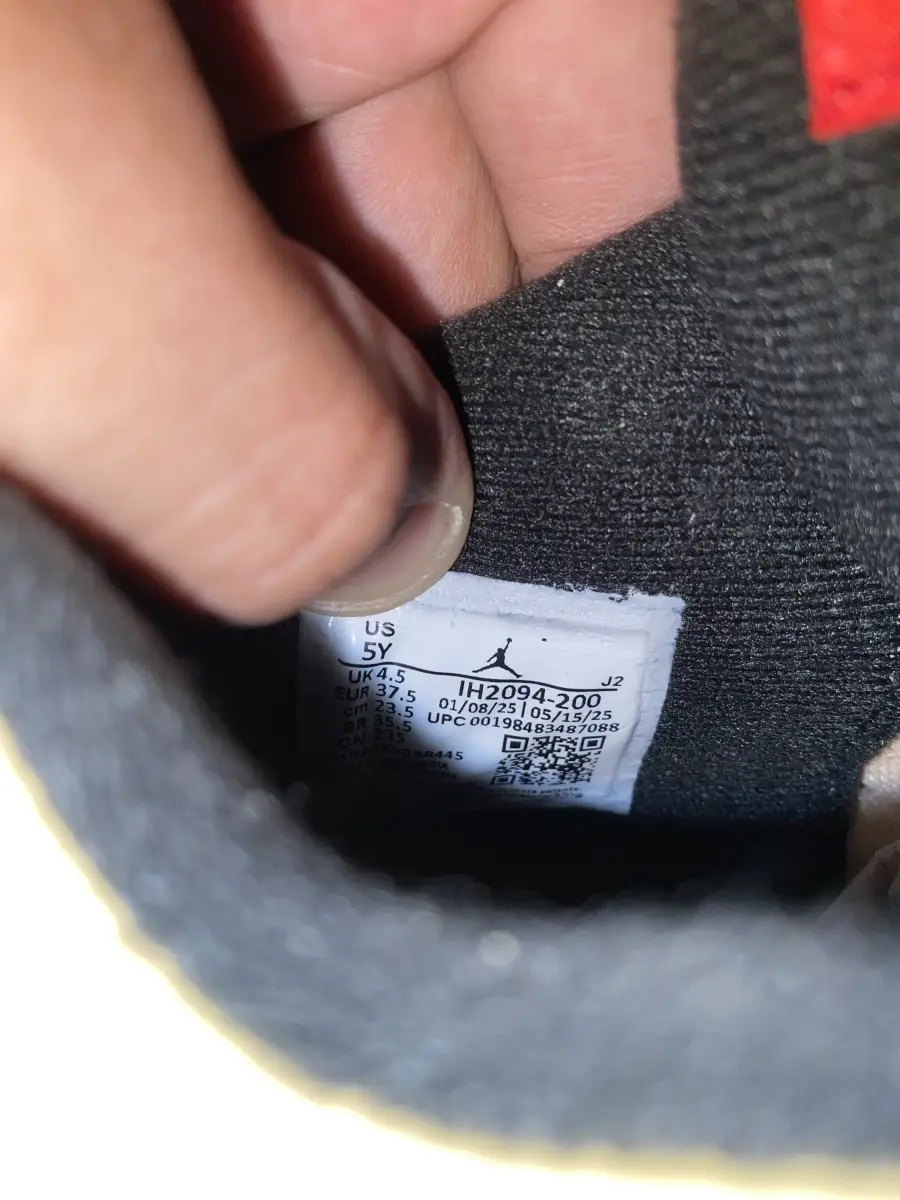 US
5Y
J2
UK 4.5
IH2094-200
EUR 37.5
01/08/25 | 05/15/25
cm 23.5
UPC 00198483487088
BR 35.5